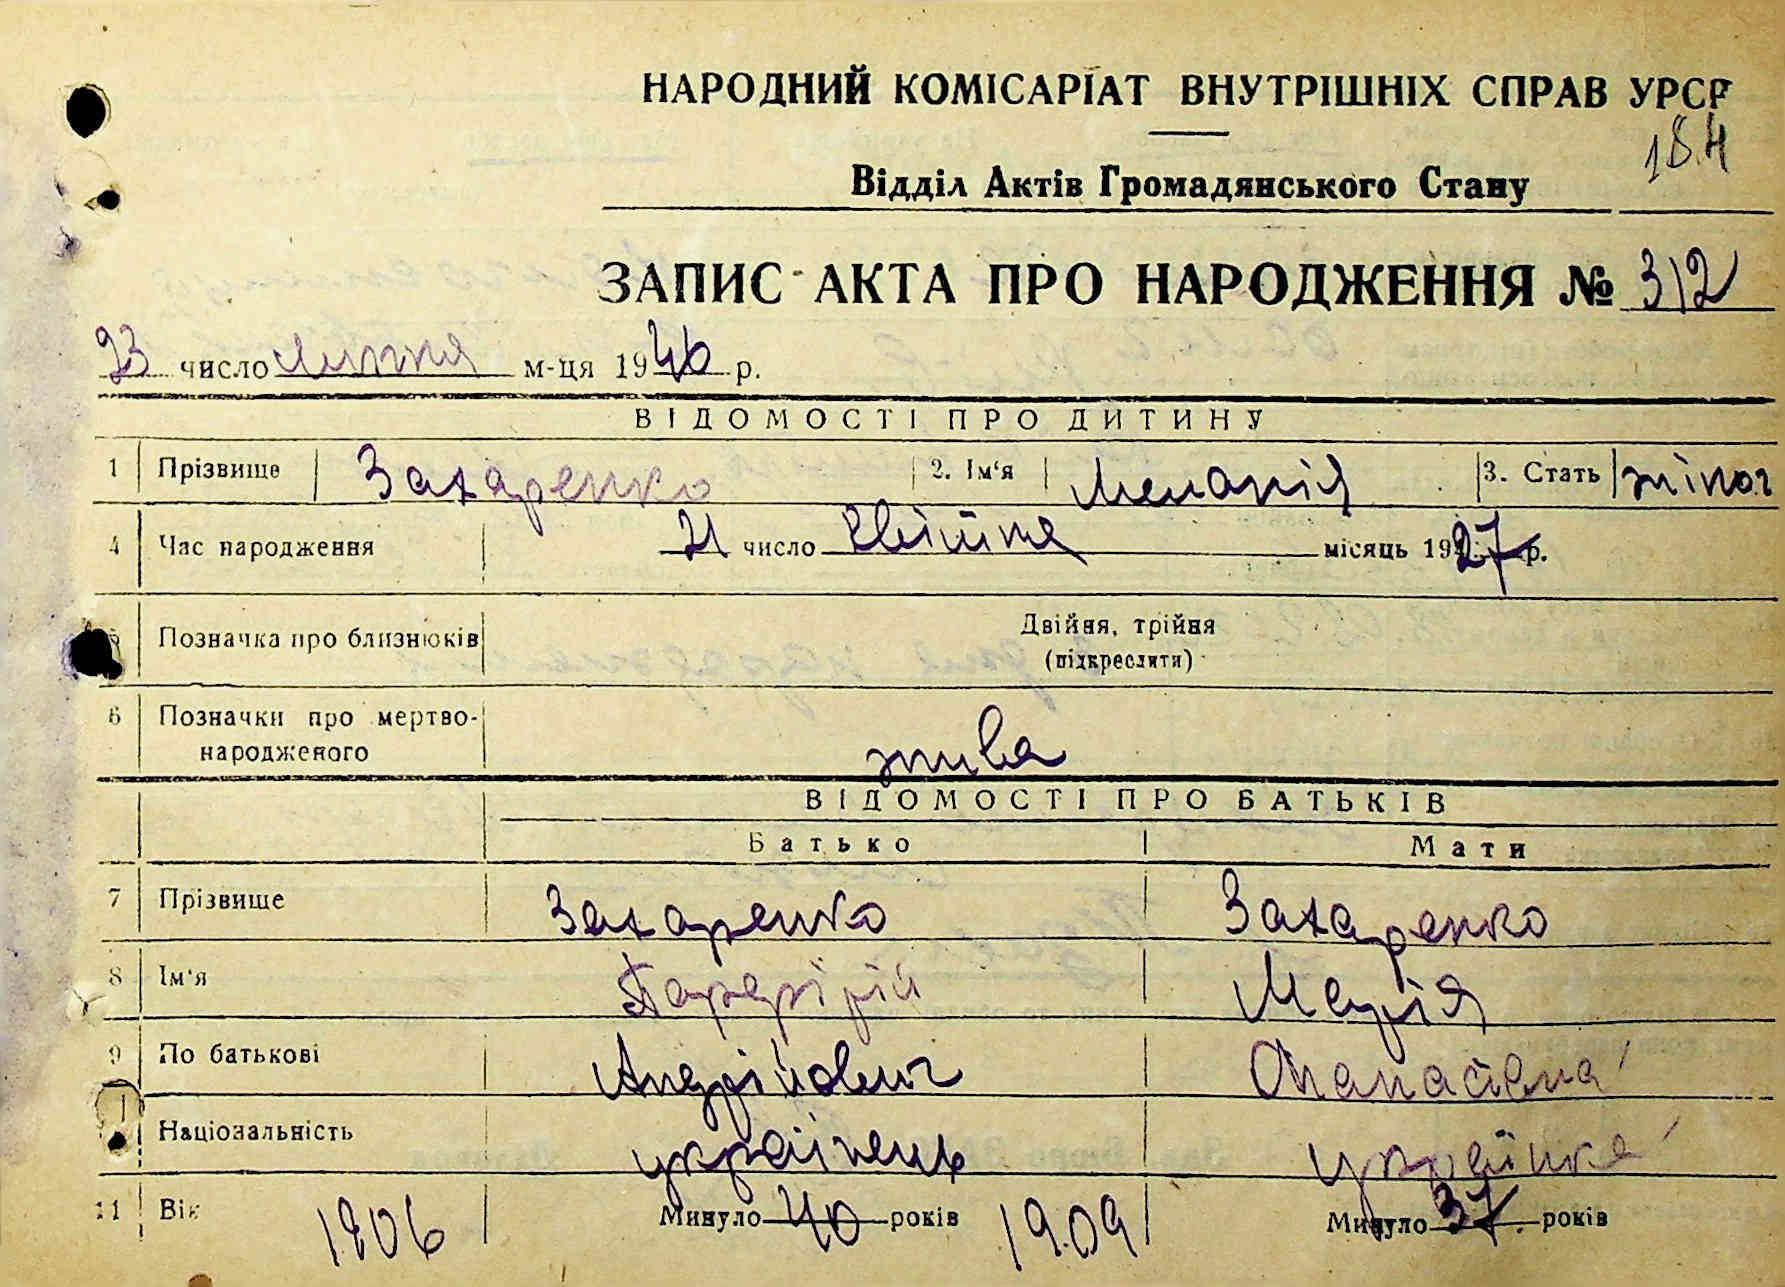 НАРОДНИЙ КОМІСАРІАТ ВНУТРІШНІХ СПРАВ УРСР
184
Відділ Актів Громадянського Стану
ЗАПИС АКТА ПРО НАРОДЖЕННЯ № 312
23 число липня м-ця 1946 р.
ВІДОМОСТІ ПРО ДИТИНУ
1 Прізвище Захаренко 2. Ім'я Меланія 3. Стать жіноч
4 Час народження 21 число квітня місяць 1927 р.
5 Позначка про близнюків Двійня, трійня
(підкреслити)
6 Позначки про мертво-
народженого жива
ВІДОМОСТІ ПРО БАТЬКІВ
Батько Мати
7 Прізвище Захаренко Захаренко
8 Ім'я Марія
9 По батькові Андрійович Опанасівна
Національність українець українка
11 Вік 1906 Минуло 40 років 1909 Минуло 37 років